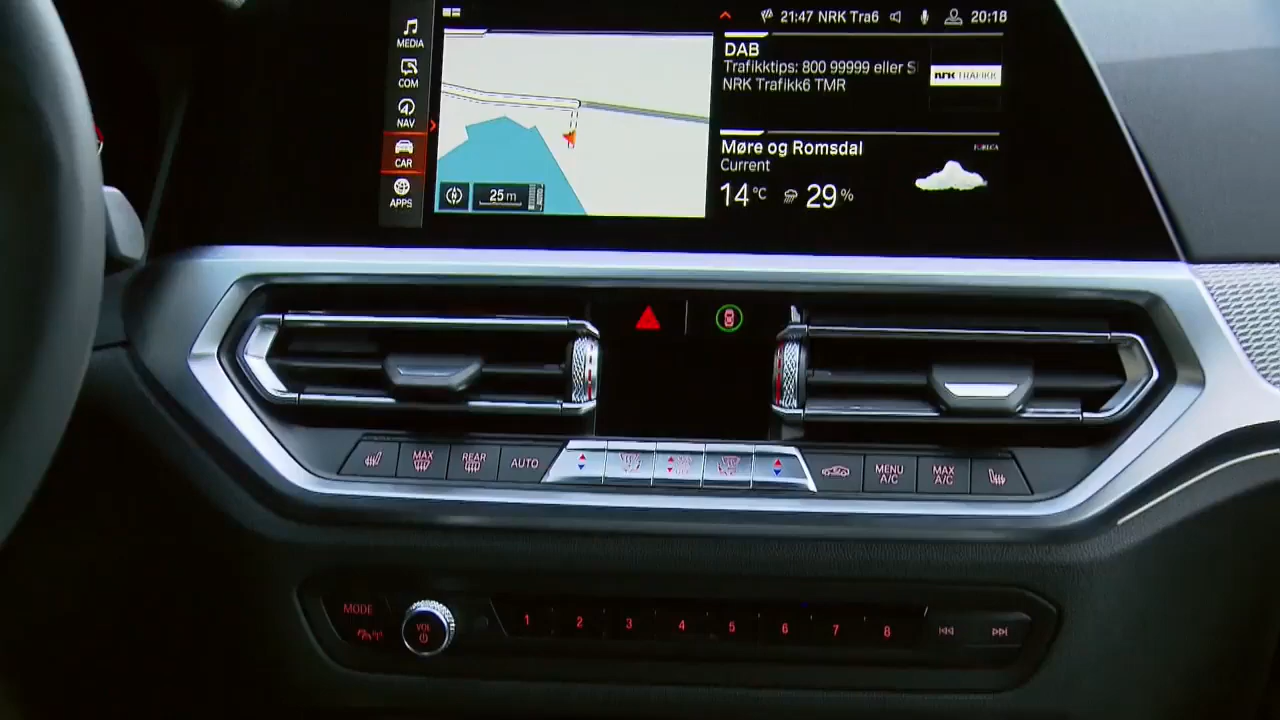 MEDIA
COM
NAV
CAR
APPS
25 m
AUTO
21:47 NRK Tra6
20:18
DAB
Trafikktips: 800 99999 eller S
NRK Trafikk6 TMR
NRK TRAFIKK
Møre og Romsdal
FORECA
Current
14 °C
29 %
MAX
REAR
AUTO
MENU A/C
MAX A/C
MODE
VOL
1 2 3 4 5 6 7 8